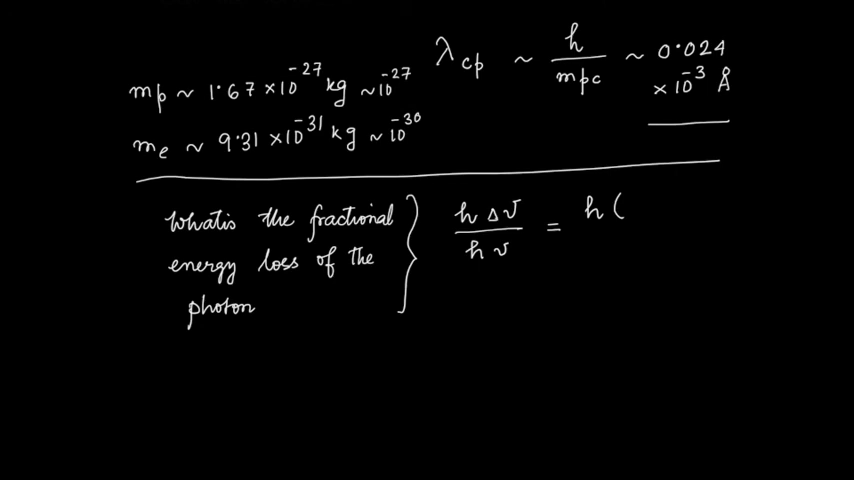 λcp ~ h / mpc ~ 0.024 × 10⁻³ Å
mp ~ 1.67 × 10⁻²⁷ kg ~ 10⁻²⁷
me ~ 9.31 × 10⁻³¹ kg ~ 10⁻³⁰
What is the fractional
energy loss of the
photon
hΔν / hν = h (